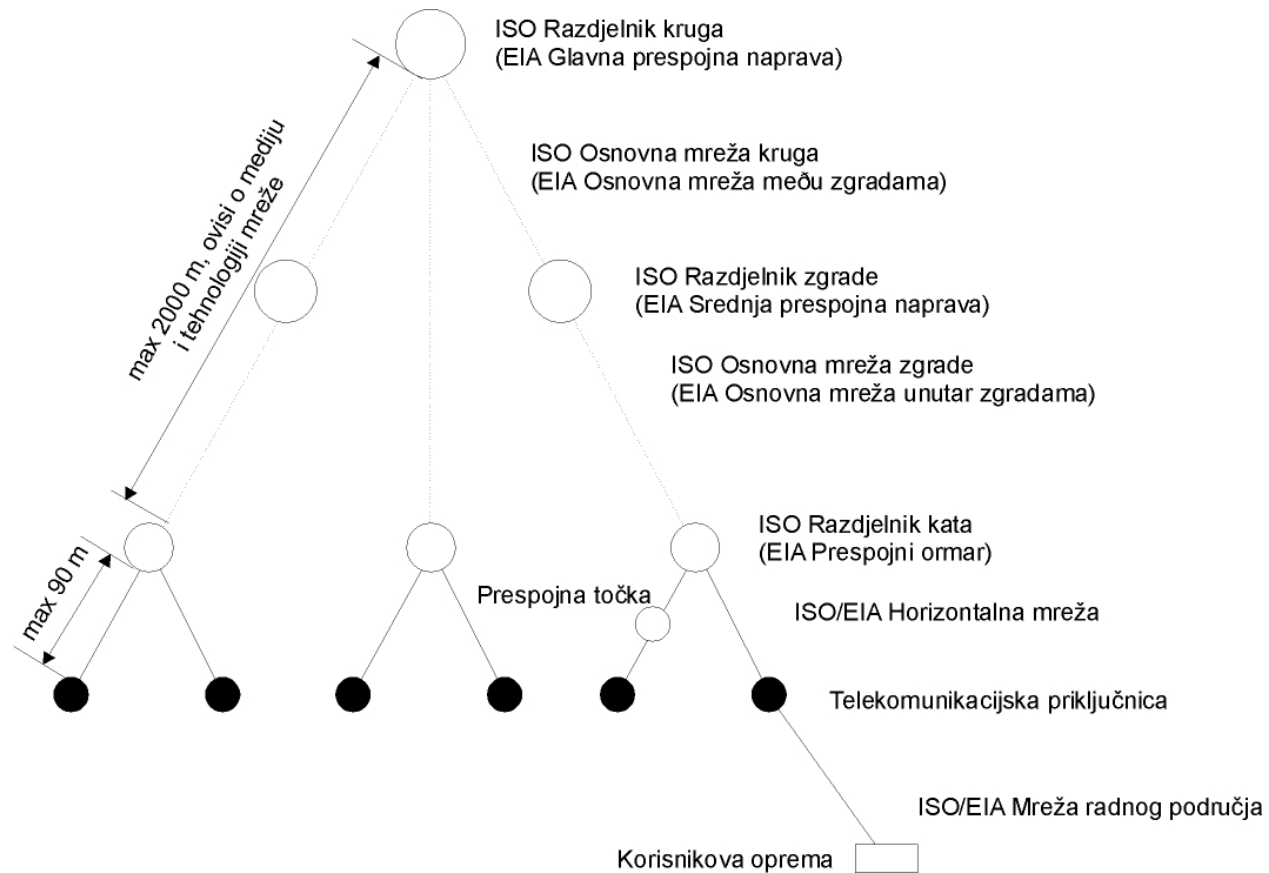 ISO Razdjelnik kruga
(EIA Glavna prespojna naprava)
max 2000 m, ovisi o mediju
i tehnologiji mreže
ISO Osnovna mreža kruga
(EIA Osnovna mreža meðu zgradama)
ISO Razdjelnik zgrade
(EIA Srednja prespojna naprava)
ISO Osnovna mreža zgrade
(EIA Osnovna mreža unutar zgradama)
ISO Razdjelnik kata
(EIA Prespojni ormar)
max 90 m
Prespojna točka
ISO/EIA Horizontalna mreža
Telekomunikacijska priključnica
ISO/EIA Mreža radnog područja
Korisnikova oprema